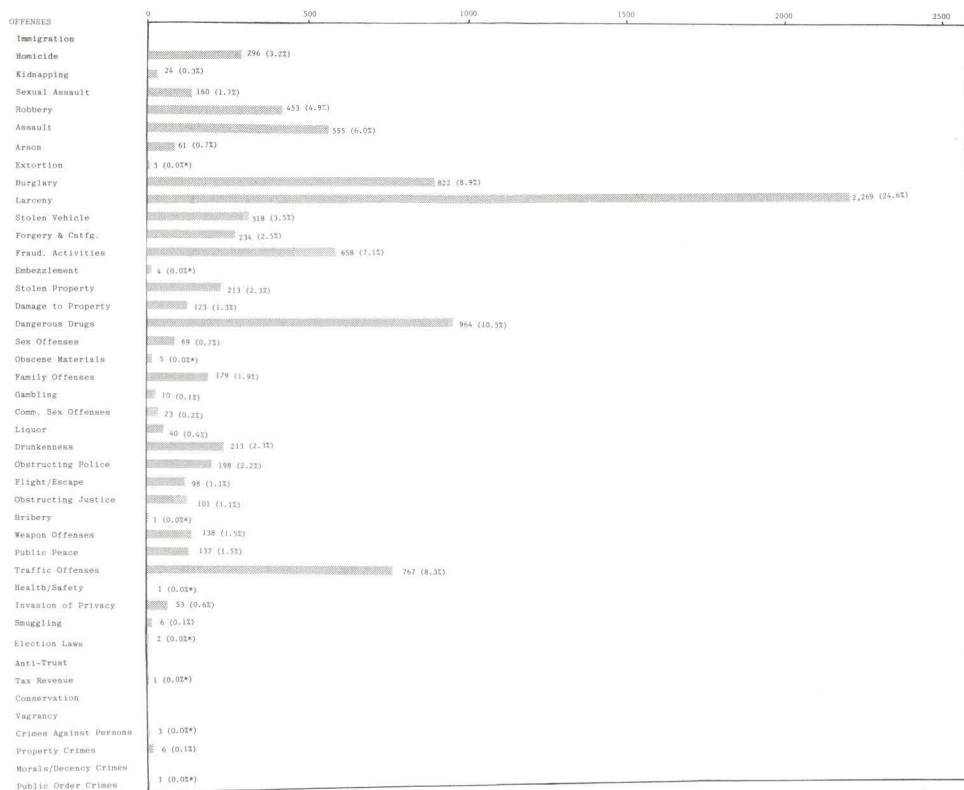 0 500 1000 1500 2000 2500
OFFENSES
Immigration
Homicide 296 (3.2%)
Kidnapping 24 (0.3%)
Sexual Assault 160 (1.7%)
Robbery 453 (4.9%)
Assault 555 (6.0%)
Arson 61 (0.7%)
Extortion 3 (0.0%*)
Burglary 822 (8.9%)
Larceny 2,269 (24.6%)
Stolen Vehicle 318 (3.5%)
Forgery & Cntfg. 234 (2.5%)
Fraud. Activities 658 (7.1%)
Embezzlement 4 (0.0%*)
Stolen Property 213 (2.3%)
Damage to Property 123 (1.3%)
Dangerous Drugs 964 (10.5%)
Sex Offenses 69 (0.7%)
Obscene Materials 5 (0.0%*)
Family Offenses 179 (1.9%)
Gambling 10 (0.1%)
Comm. Sex Offenses 23 (0.2%)
Liquor 40 (0.4%)
Drunkenness 213 (2.3%)
Obstructing Police 198 (2.2%)
Flight/Escape 98 (1.1%)
Obstructing Justice 101 (1.1%)
Bribery 1 (0.0%*)
Weapon Offenses 138 (1.5%)
Public Peace 137 (1.5%)
Traffic Offenses 767 (8.3%)
Health/Safety 1 (0.0%*)
Invasion of Privacy 53 (0.6%)
Smuggling 6 (0.1%)
Election Laws 2 (0.0%*)
Anti-Trust
Tax Revenue 1 (0.0%*)
Conservation
Vagrancy
Crimes Against Persons 3 (0.0%*)
Property Crimes 6 (0.1%)
Morals/Decency Crimes
Public Order Crimes 1 (0.0%*)